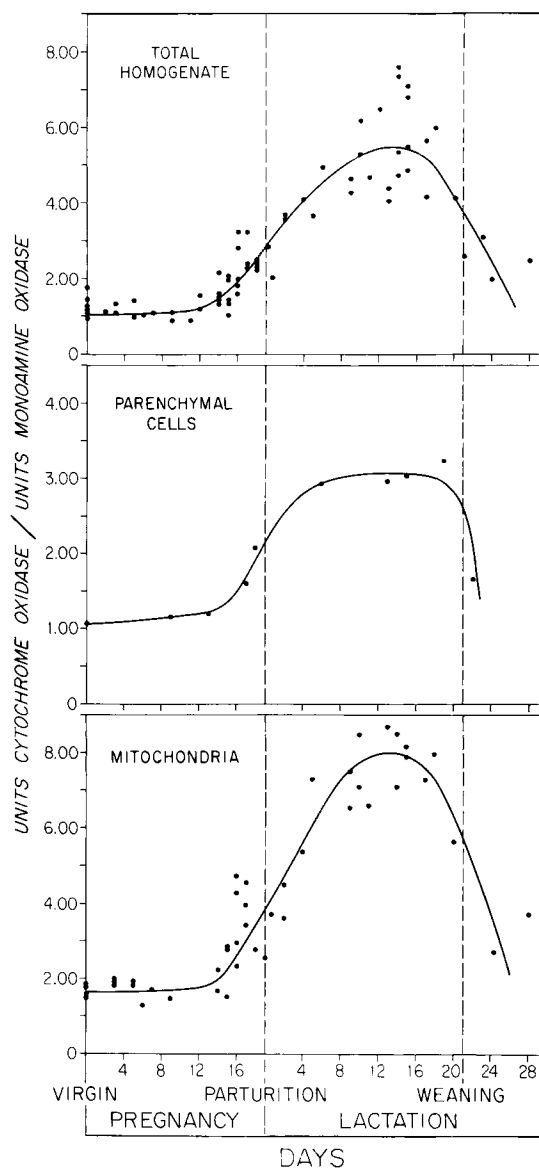 TOTAL
HOMOGENATE
8.00
6.00
4.00
2.00
0
PARENCHYMAL
CELLS
4.00
3.00
2.00
1.00
0
MITOCHONDRIA
8.00
6.00
4.00
2.00
0
UNITS CYTOCHROME OXIDASE / UNITS MONOAMINE OXIDASE
4 8 12 16 4 8 12 16 20 24 28
VIRGIN PARTURITION WEANING
PREGNANCY LACTATION
DAYS